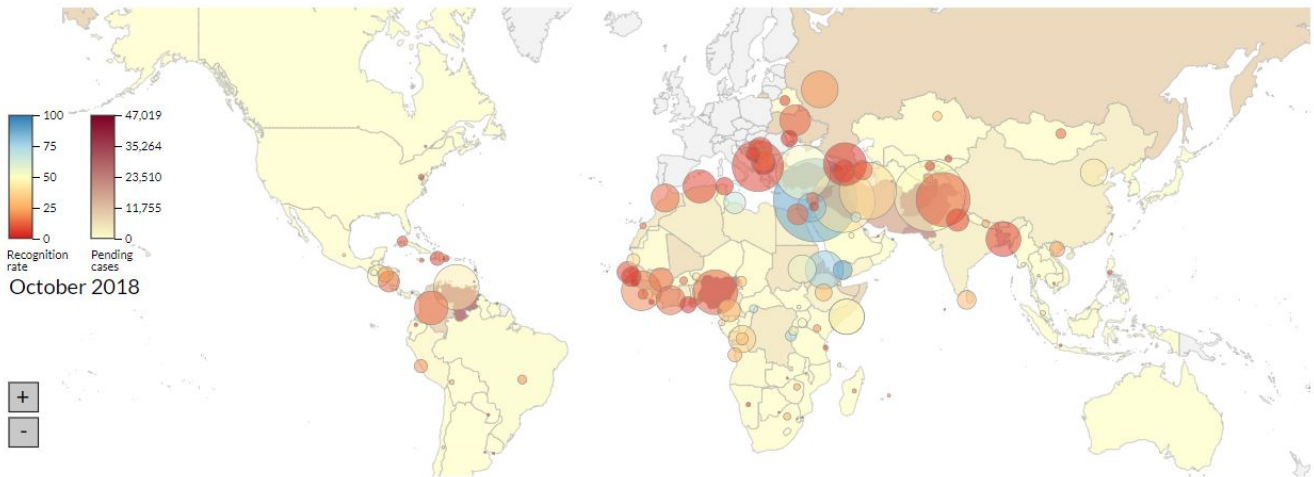 100
75
50
25
0
Recognition
rate
47,019
35,264
23,510
11,755
0
Pending
cases
October 2018
+
-